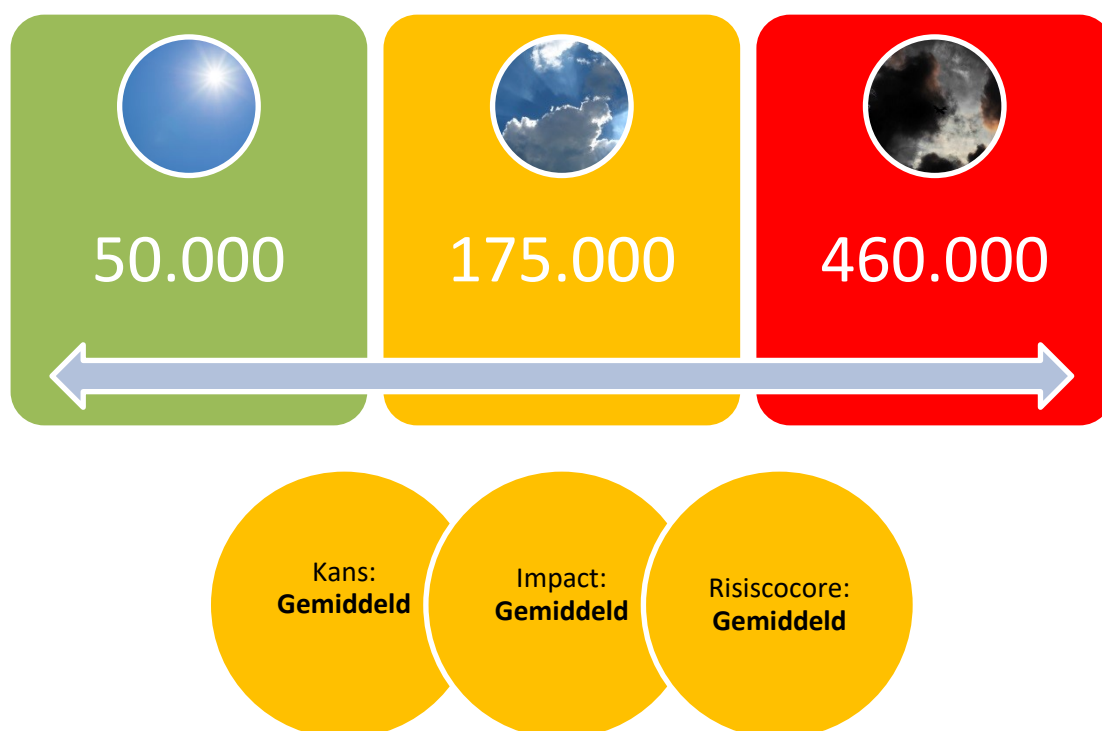 50.000
175.000
460.000
Kans:
Gemiddeld
Impact:
Gemiddeld
Risiscocore:
Gemiddeld